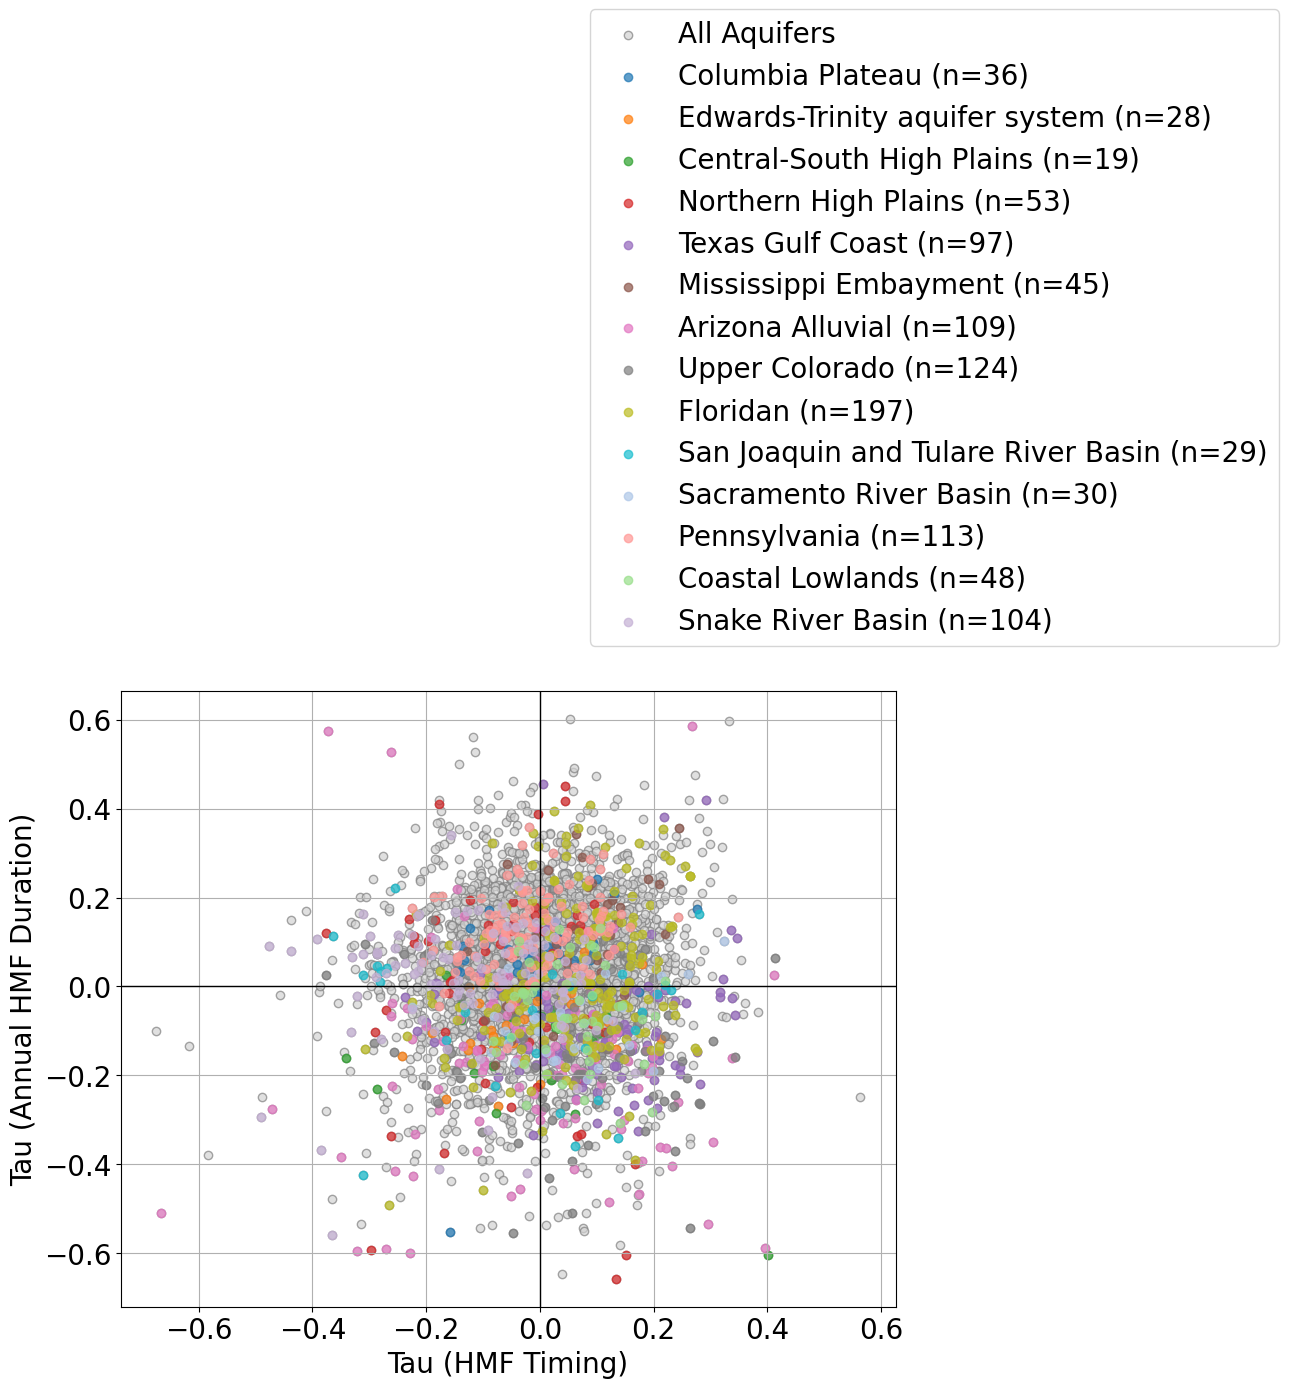 All Aquifers
Columbia Plateau (n=36)
Edwards-Trinity aquifer system (n=28)
Central-South High Plains (n=19)
Northern High Plains (n=53)
Texas Gulf Coast (n=97)
Mississippi Embayment (n=45)
Arizona Alluvial (n=109)
Upper Colorado (n=124)
Floridan (n=197)
San Joaquin and Tulare River Basin (n=29)
Sacramento River Basin (n=30)
Pennsylvania (n=113)
Coastal Lowlands (n=48)
Snake River Basin (n=104)
Tau (Annual HMF Duration)
0.6
0.4
0.2
0.0
−0.2
−0.4
−0.6
−0.6 −0.4 −0.2 0.0 0.2 0.4 0.6
Tau (HMF Timing)